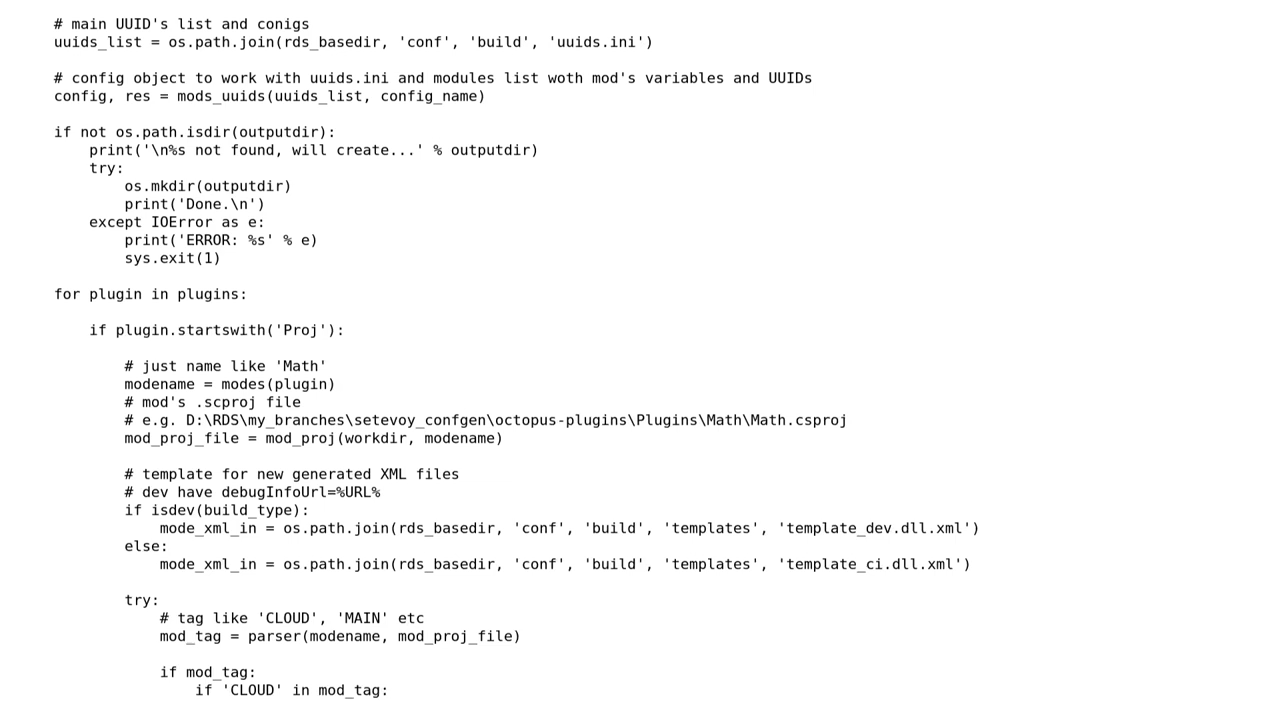 # main UUID's list and conigs
uuids_list = os.path.join(rds_basedir, 'conf', 'build', 'uuids.ini')
# config object to work with uuids.ini and modules list woth mod's variables and UUIDs
config, res = mods_uuids(uuids_list, config_name)
if not os.path.isdir(outputdir):
print('\n%s not found, will create...' % outputdir)
try:
os.mkdir(outputdir)
print('Done.\n')
except IOError as e:
print('ERROR: %s' % e)
sys.exit(1)
for plugin in plugins:
if plugin.startswith('Proj'):
# just name like 'Math'
modename = modes(plugin)
# mod's .scproj file
# e.g. D:\RDS\my_branches\setevoy_confgen\octopus-plugins\Plugins\Math\Math.csproj
mod_proj_file = mod_proj(workdir, modename)
# template for new generated XML files
# dev have debugInfoUrl=%URL%
if isdev(build_type):
mode_xml_in = os.path.join(rds_basedir, 'conf', 'build', 'templates', 'template_dev.dll.xml')
else:
mode_xml_in = os.path.join(rds_basedir, 'conf', 'build', 'templates', 'template_ci.dll.xml')
try:
# tag like 'CLOUD', 'MAIN' etc
mod_tag = parser(modename, mod_proj_file)
if mod_tag:
if 'CLOUD' in mod_tag: